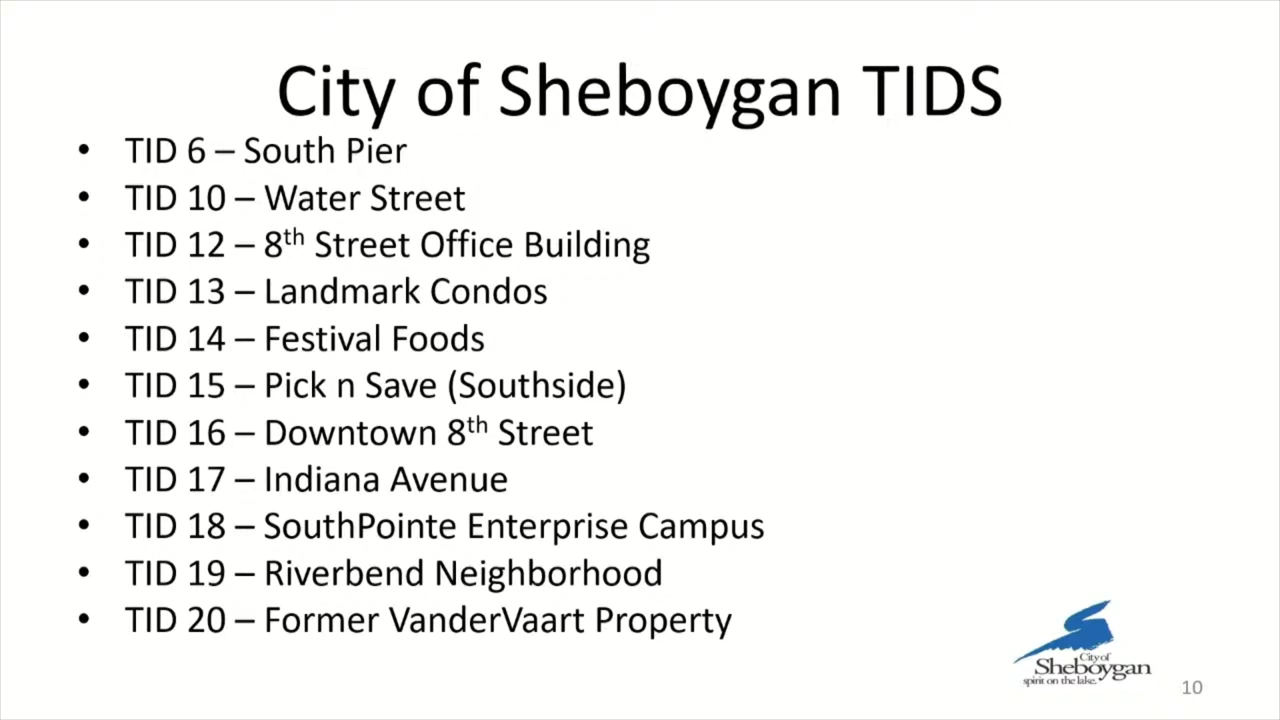 City of Sheboygan TIDS
• TID 6 – South Pier
• TID 10 – Water Street
• TID 12 – 8th Street Office Building
• TID 13 – Landmark Condos
• TID 14 – Festival Foods
• TID 15 – Pick n Save (Southside)
• TID 16 – Downtown 8th Street
• TID 17 – Indiana Avenue
• TID 18 – SouthPointe Enterprise Campus
• TID 19 – Riverbend Neighborhood
• TID 20 – Former VanderVaart Property
City of
Sheboygan
spirit on the lake.
10